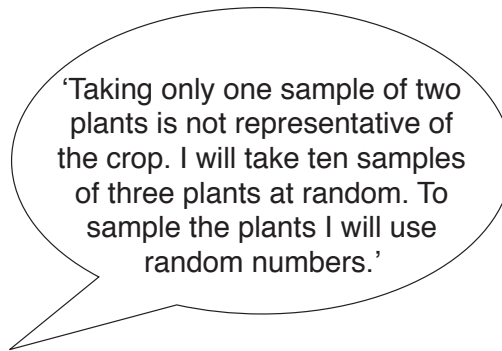 ‘Taking only one sample of two
plants is not representative of
the crop. I will take ten samples
of three plants at random. To
sample the plants I will use
random numbers.’